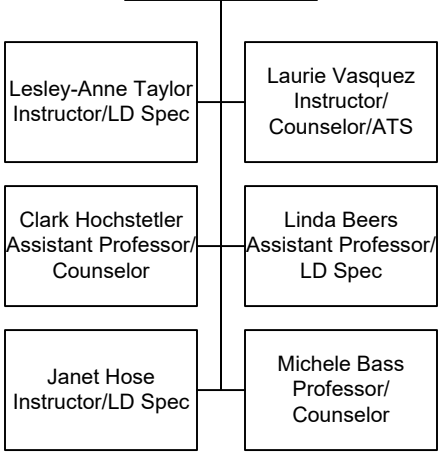 Lesley-Anne Taylor
Instructor/LD Spec
Laurie Vasquez
Instructor/
Counselor/ATS
Clark Hochstetler
Assistant Professor/
Counselor
Linda Beers
Assistant Professor/
LD Spec
Janet Hose
Instructor/LD Spec
Michele Bass
Professor/
Counselor